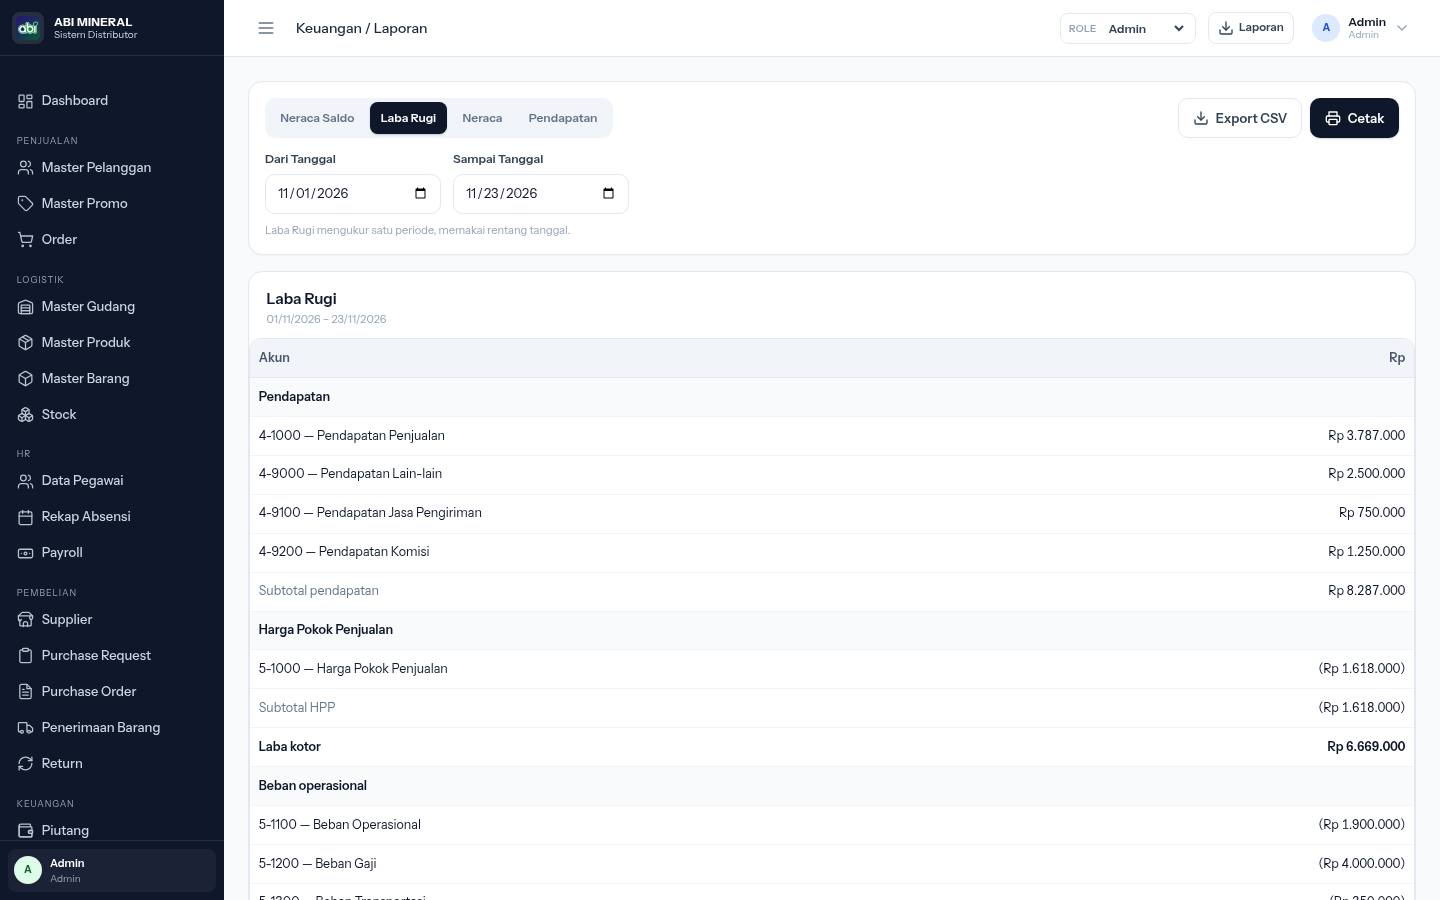 ABI MINERAL
Sistem Distributor
Dashboard
PENJUALAN
Master Pelanggan
Master Promo
Order
LOGISTIK
Master Gudang
Master Produk
Master Barang
Stock
HR
Data Pegawai
Rekap Absensi
Payroll
PEMBELIAN
Supplier
Purchase Request
Purchase Order
Penerimaan Barang
Return
KEUANGAN
Piutang
A Admin
Admin
Keuangan / Laporan
ROLE Admin
Laporan
A Admin
Admin
Neraca Saldo Laba Rugi Neraca Pendapatan
Export CSV Cetak
Dari Tanggal Sampai Tanggal
11/01/2026 11/23/2026
Laba Rugi mengukur satu periode, memakai rentang tanggal.
Laba Rugi
01/11/2026 – 23/11/2026
Akun Rp
Pendapatan
4-1000 — Pendapatan Penjualan Rp 3.787.000
4-9000 — Pendapatan Lain-lain Rp 2.500.000
4-9100 — Pendapatan Jasa Pengiriman Rp 750.000
4-9200 — Pendapatan Komisi Rp 1.250.000
Subtotal pendapatan Rp 8.287.000
Harga Pokok Penjualan
5-1000 — Harga Pokok Penjualan (Rp 1.618.000)
Subtotal HPP (Rp 1.618.000)
Laba kotor Rp 6.669.000
Beban operasional
5-1100 — Beban Operasional (Rp 1.900.000)
5-1200 — Beban Gaji (Rp 4.000.000)
5-1300 — Beban Transportasi (Rp 350.000)